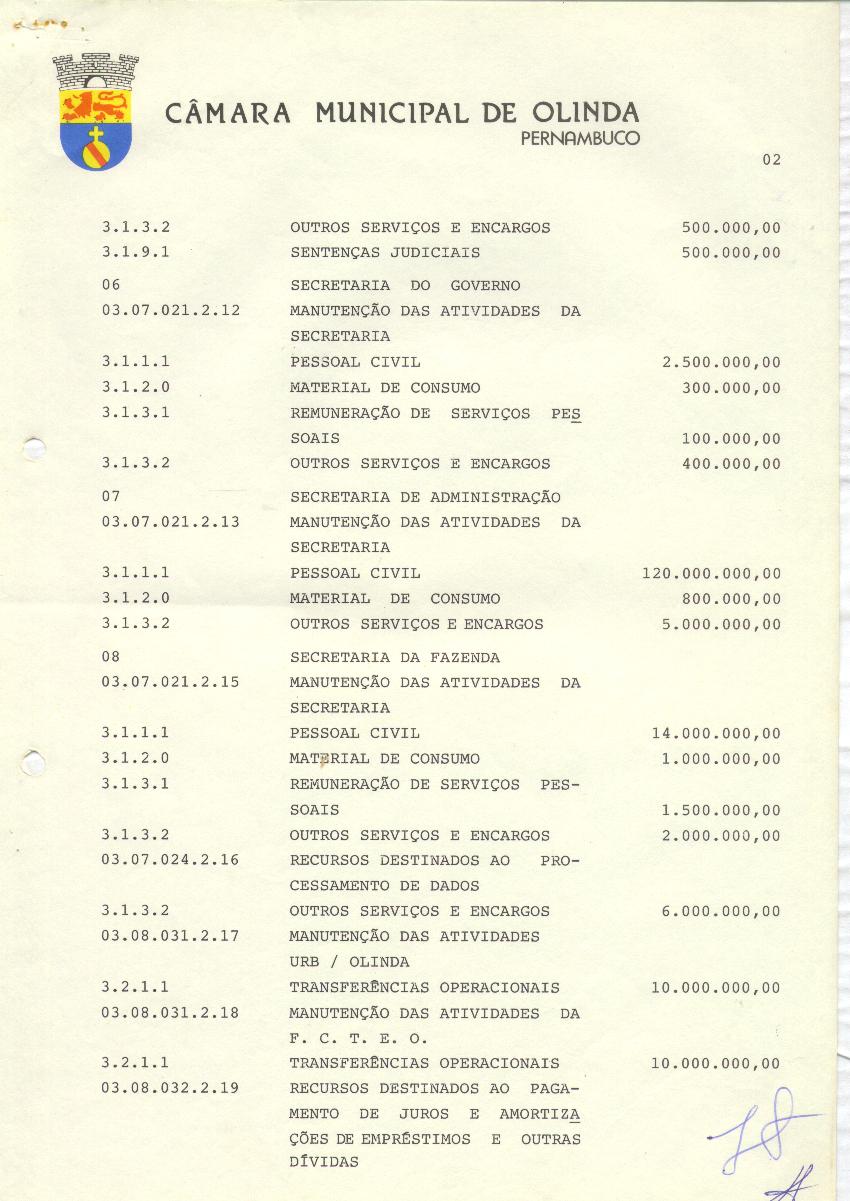 CÂMARA MUNICIPAL DE OLINDA
PERNAMBUCO
02
3.1.3.2 OUTROS SERVIÇOS E ENCARGOS 500.000,00
3.1.9.1 SENTENÇAS JUDICIAIS 500.000,00
06 SECRETARIA DO GOVERNO
03.07.021.2.12 MANUTENÇÃO DAS ATIVIDADES DA
SECRETARIA
3.1.1.1 PESSOAL CIVIL 2.500.000,00
3.1.2.0 MATERIAL DE CONSUMO 300.000,00
3.1.3.1 REMUNERAÇÃO DE SERVIÇOS PES
SOAIS 100.000,00
3.1.3.2 OUTROS SERVIÇOS E ENCARGOS 400.000,00
07 SECRETARIA DE ADMINISTRAÇÃO
03.07.021.2.13 MANUTENÇÃO DAS ATIVIDADES DA
SECRETARIA
3.1.1.1 PESSOAL CIVIL 120.000.000,00
3.1.2.0 MATERIAL DE CONSUMO 800.000,00
3.1.3.2 OUTROS SERVIÇOS E ENCARGOS 5.000.000,00
08 SECRETARIA DA FAZENDA
03.07.021.2.15 MANUTENÇÃO DAS ATIVIDADES DA
SECRETARIA
3.1.1.1 PESSOAL CIVIL 14.000.000,00
3.1.2.0 MATERIAL DE CONSUMO 1.000.000,00
3.1.3.1 REMUNERAÇÃO DE SERVIÇOS PES-
SOAIS 1.500.000,00
3.1.3.2 OUTROS SERVIÇOS E ENCARGOS 2.000.000,00
03.07.024.2.16 RECURSOS DESTINADOS AO PRO-
CESSAMENTO DE DADOS
3.1.3.2 OUTROS SERVIÇOS E ENCARGOS 6.000.000,00
03.08.031.2.17 MANUTENÇÃO DAS ATIVIDADES
URB / OLINDA
3.2.1.1 TRANSFERÊNCIAS OPERACIONAIS 10.000.000,00
03.08.031.2.18 MANUTENÇÃO DAS ATIVIDADES DA
F. C. T. E. O.
3.2.1.1 TRANSFERÊNCIAS OPERACIONAIS 10.000.000,00
03.08.032.2.19 RECURSOS DESTINADOS AO PAGA-
MENTO DE JUROS E AMORTIZA
ÇÕES DE EMPRÉSTIMOS E OUTRAS
DÍVIDAS